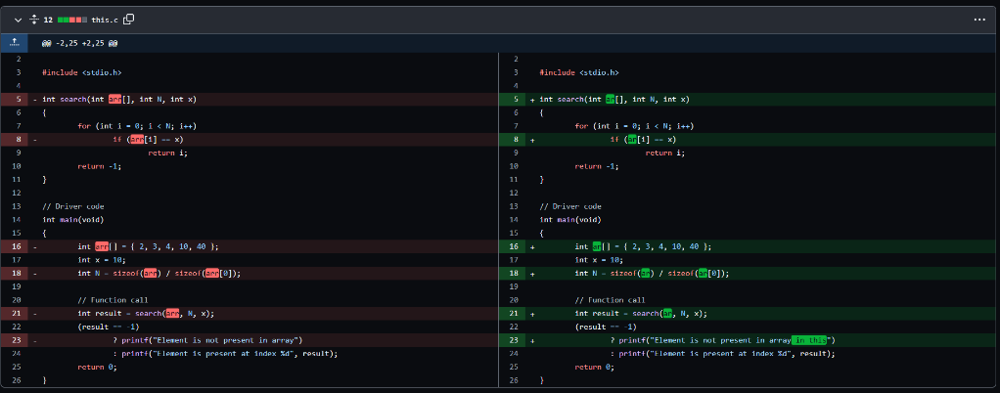 12 this.c
@@ -2,25 +2,25 @@
2
3 #include <stdio.h>
4
5 - int search(int arr[], int N, int x)
6 {
7 for (int i = 0; i < N; i++)
8 - if (arr[i] == x)
9 return i;
10 return -1;
11 }
12
13 // Driver code
14 int main(void)
15 {
16 - int arr[] = { 2, 3, 4, 10, 40 };
17 int x = 10;
18 - int N = sizeof(arr) / sizeof(arr[0]);
19
20 // Function call
21 - int result = search(arr, N, x);
22 (result == -1)
23 - ? printf("Element is not present in array")
24 : printf("Element is present at index %d", result);
25 return 0;
26 }
2
3 #include <stdio.h>
4
5 + int search(int ar[], int N, int x)
6 {
7 for (int i = 0; i < N; i++)
8 + if (ar[i] == x)
9 return i;
10 return -1;
11 }
12
13 // Driver code
14 int main(void)
15 {
16 + int ar[] = { 2, 3, 4, 10, 40 };
17 int x = 10;
18 + int N = sizeof(ar) / sizeof(ar[0]);
19
20 // Function call
21 + int result = search(ar, N, x);
22 (result == -1)
23 + ? printf("Element is not present in array in this")
24 : printf("Element is present at index %d", result);
25 return 0;
26 }